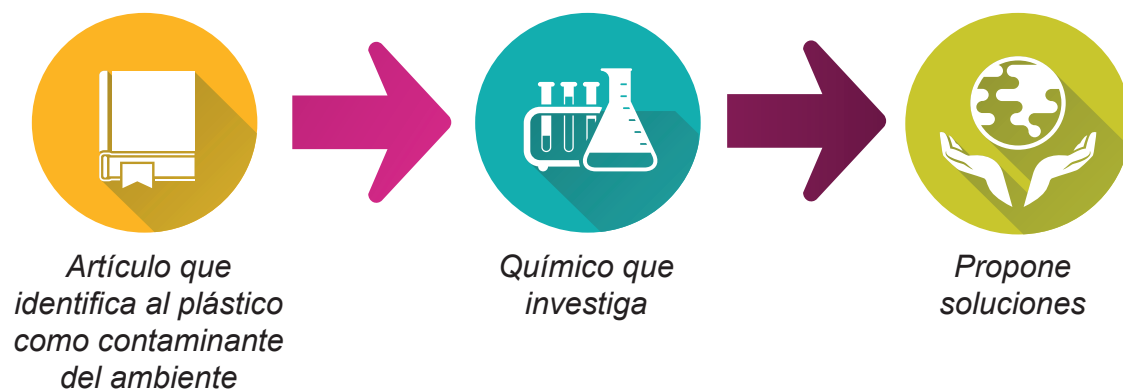 Artículo que
identifica al plástico
como contaminante
del ambiente
Químico que
investiga
Propone
soluciones